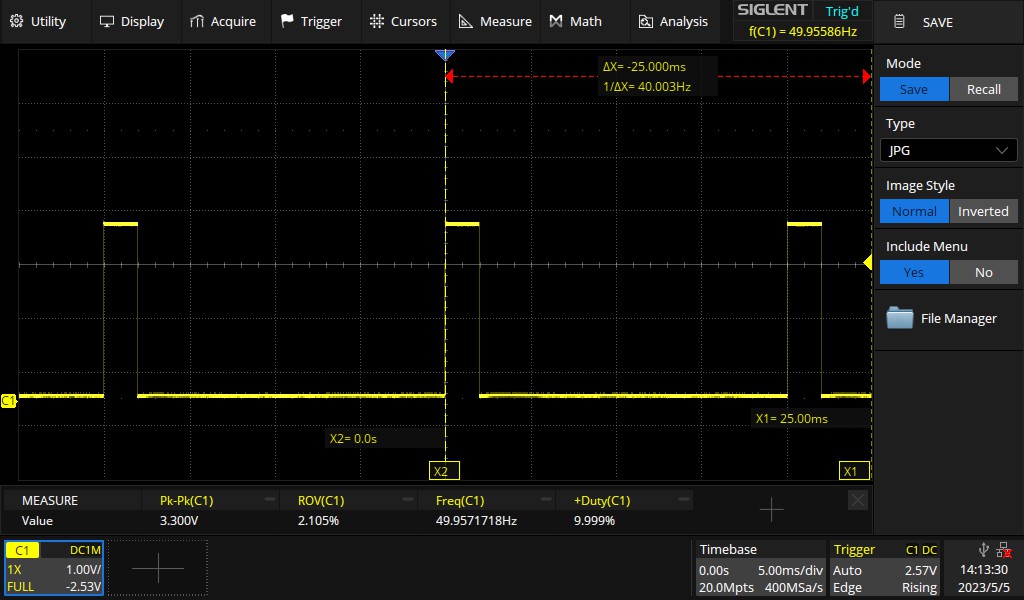 Utility Display Acquire Trigger Cursors Measure Math Analysis SIGLENT Trig'd SAVE
f(C1) = 49.95586Hz
ΔX= -25.000ms
1/ΔX= 40.003Hz
Mode
Save Recall
Type
JPG
Image Style
Normal Inverted
Include Menu
Yes No
File Manager
C1
X1= 25.00ms
X2= 0.0s
X2 X1
MEASURE Pk-Pk(C1) ROV(C1) Freq(C1) +Duty(C1)
Value 3.300V 2.105% 49.9571718Hz 9.999%
C1 DC1M
1X 1.00V/
FULL -2.53V
Timebase
0.00s 5.00ms/div
20.0Mpts 400MSa/s
Trigger C1 DC
Auto 2.57V
Edge Rising
14:13:30
2023/5/5